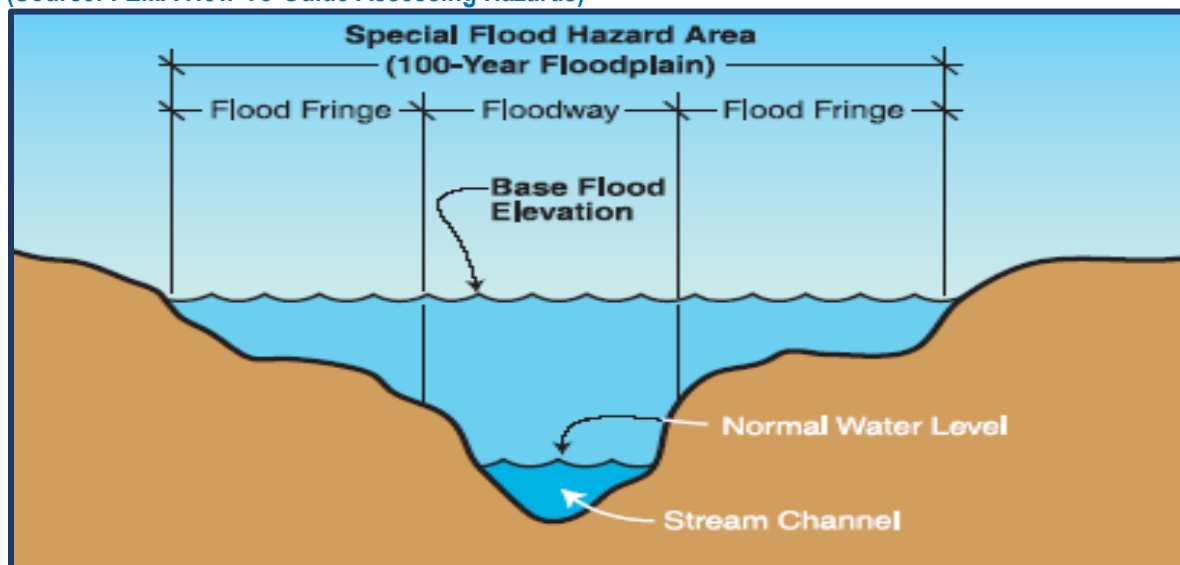 Special Flood Hazard Area
(100-Year Floodplain)
Flood Fringe
Floodway
Flood Fringe
Base Flood
Elevation
Normal Water Level
Stream Channel